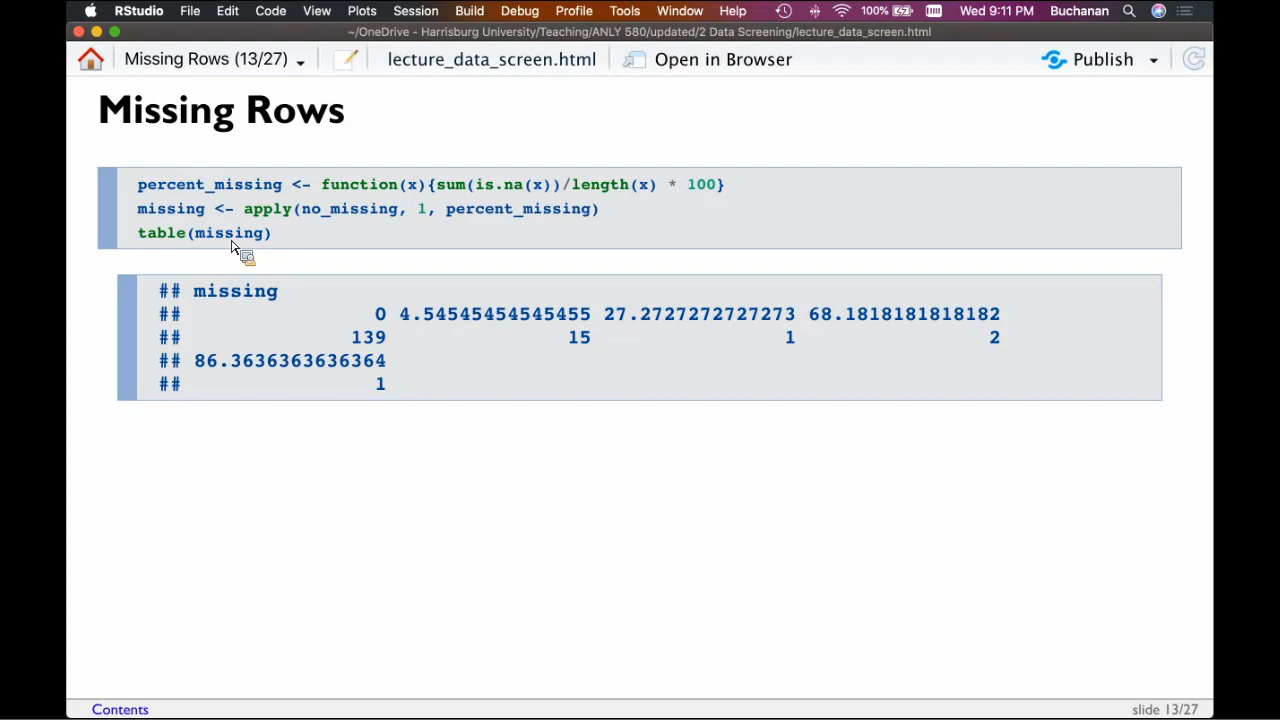 RStudio File Edit Code View Plots Session Build Debug Profile Tools Window Help 100% Wed 9:11 PM Buchanan
~/OneDrive - Harrisburg University/Teaching/ANLY 580/updated/2 Data Screening/lecture_data_screen.html
Missing Rows (13/27) lecture_data_screen.html Open in Browser Publish
Missing Rows
percent_missing <- function(x){sum(is.na(x))/length(x) * 100}
missing <- apply(no_missing, 1, percent_missing)
table(missing)
## missing
## 0 4.54545454545455 27.2727272727273 68.1818181818182
## 139 15 1 2
## 86.3636363636364
## 1
Contents slide 13/27